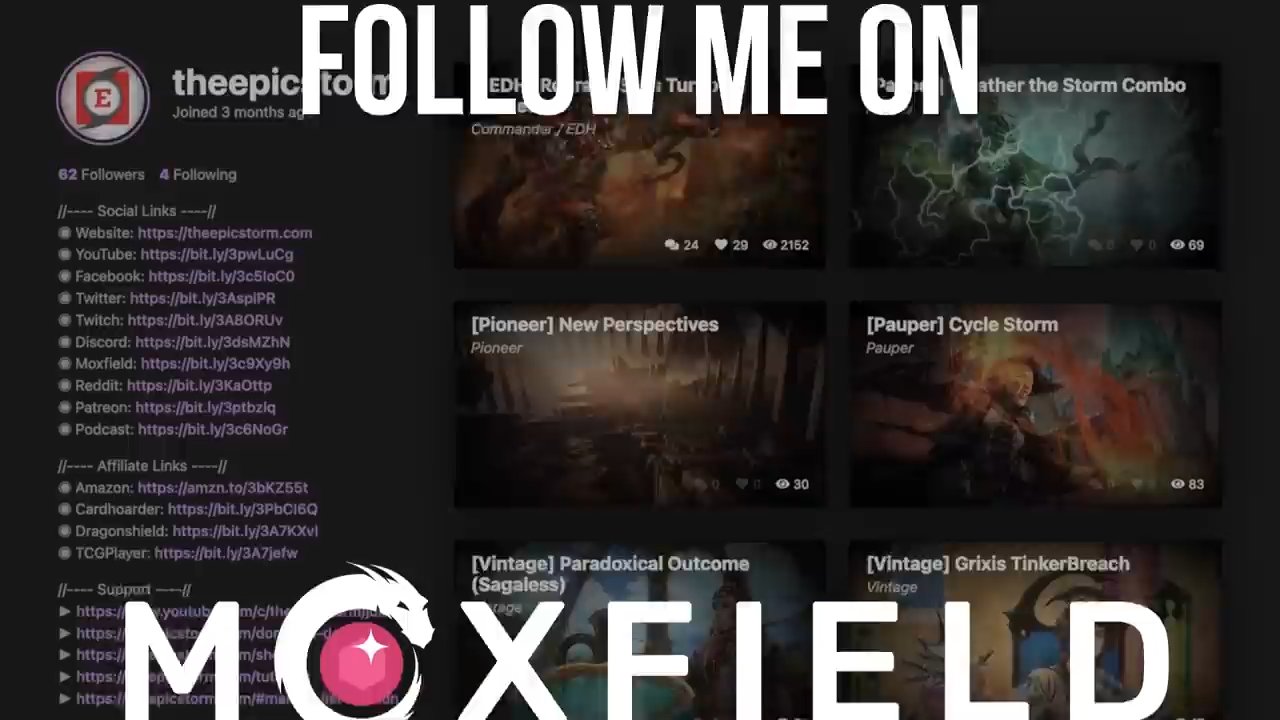 FOLLOW ME ON
theepicstorm
Joined 3 months ago
62 Followers 4 Following
//---- Social Links ----//
Website: https://theepicstorm.com
YouTube: https://bit.ly/3pwLuCg
Facebook: https://bit.ly/3c5IoC0
Twitter: https://bit.ly/3AspIPR
Twitch: https://bit.ly/3A8ORUv
Discord: https://bit.ly/3dsMZhN
Moxfield: https://bit.ly/3c9Xy9h
Reddit: https://bit.ly/3KaOttp
Patreon: https://bit.ly/3ptbzlq
Podcast: https://bit.ly/3c6NoGr
//---- Affiliate Links ----//
Amazon: https://amzn.to/3bKZ55t
Cardhoarder: https://bit.ly/3PbCI6Q
Dragonshield: https://bit.ly/3A7KXvI
TCGPlayer: https://bit.ly/3A7jefw
//---- Support ----//
Commander / EDH
24 29 2152
the Storm Combo
69
[Pioneer] New Perspectives
Pioneer
0 0 30
[Pauper] Cycle Storm
Pauper
83
[Vintage] Paradoxical Outcome
(Sagaless)
[Vintage] Grixis TinkerBreach
Vintage
MOXFIELD